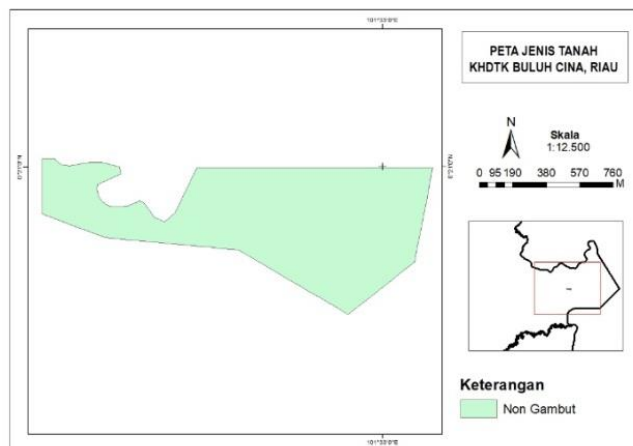 PETA JENIS TANAH
KHDTK BULUH CINA, RIAU
N
Skala
1:12.500
0 95 190 380 570 760
M
Keterangan
Non Gambut